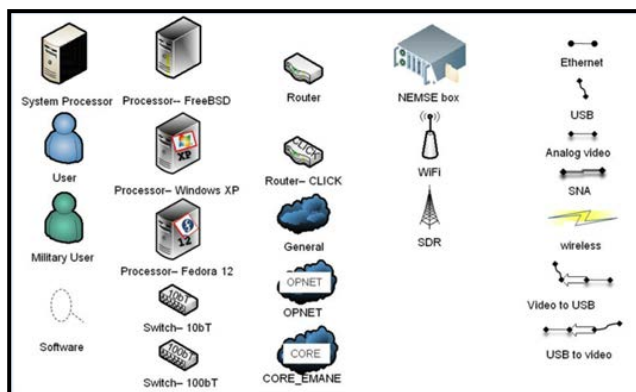 System Processor
User
Military User
Software
Processor-- FreeBSD
XP
Processor-- Windows XP
12
Processor-- Fedora 12
10bT
Switch-- 10bT
100bT
Switch-- 100bT
Router
CLICK
Router-- CLICK
General
OPNET
OPNET
CORE
CORE_EMANE
NEMSE box
WiFi
SDR
Ethernet
USB
Analog video
SNA
wireless
Video to USB
USB to video